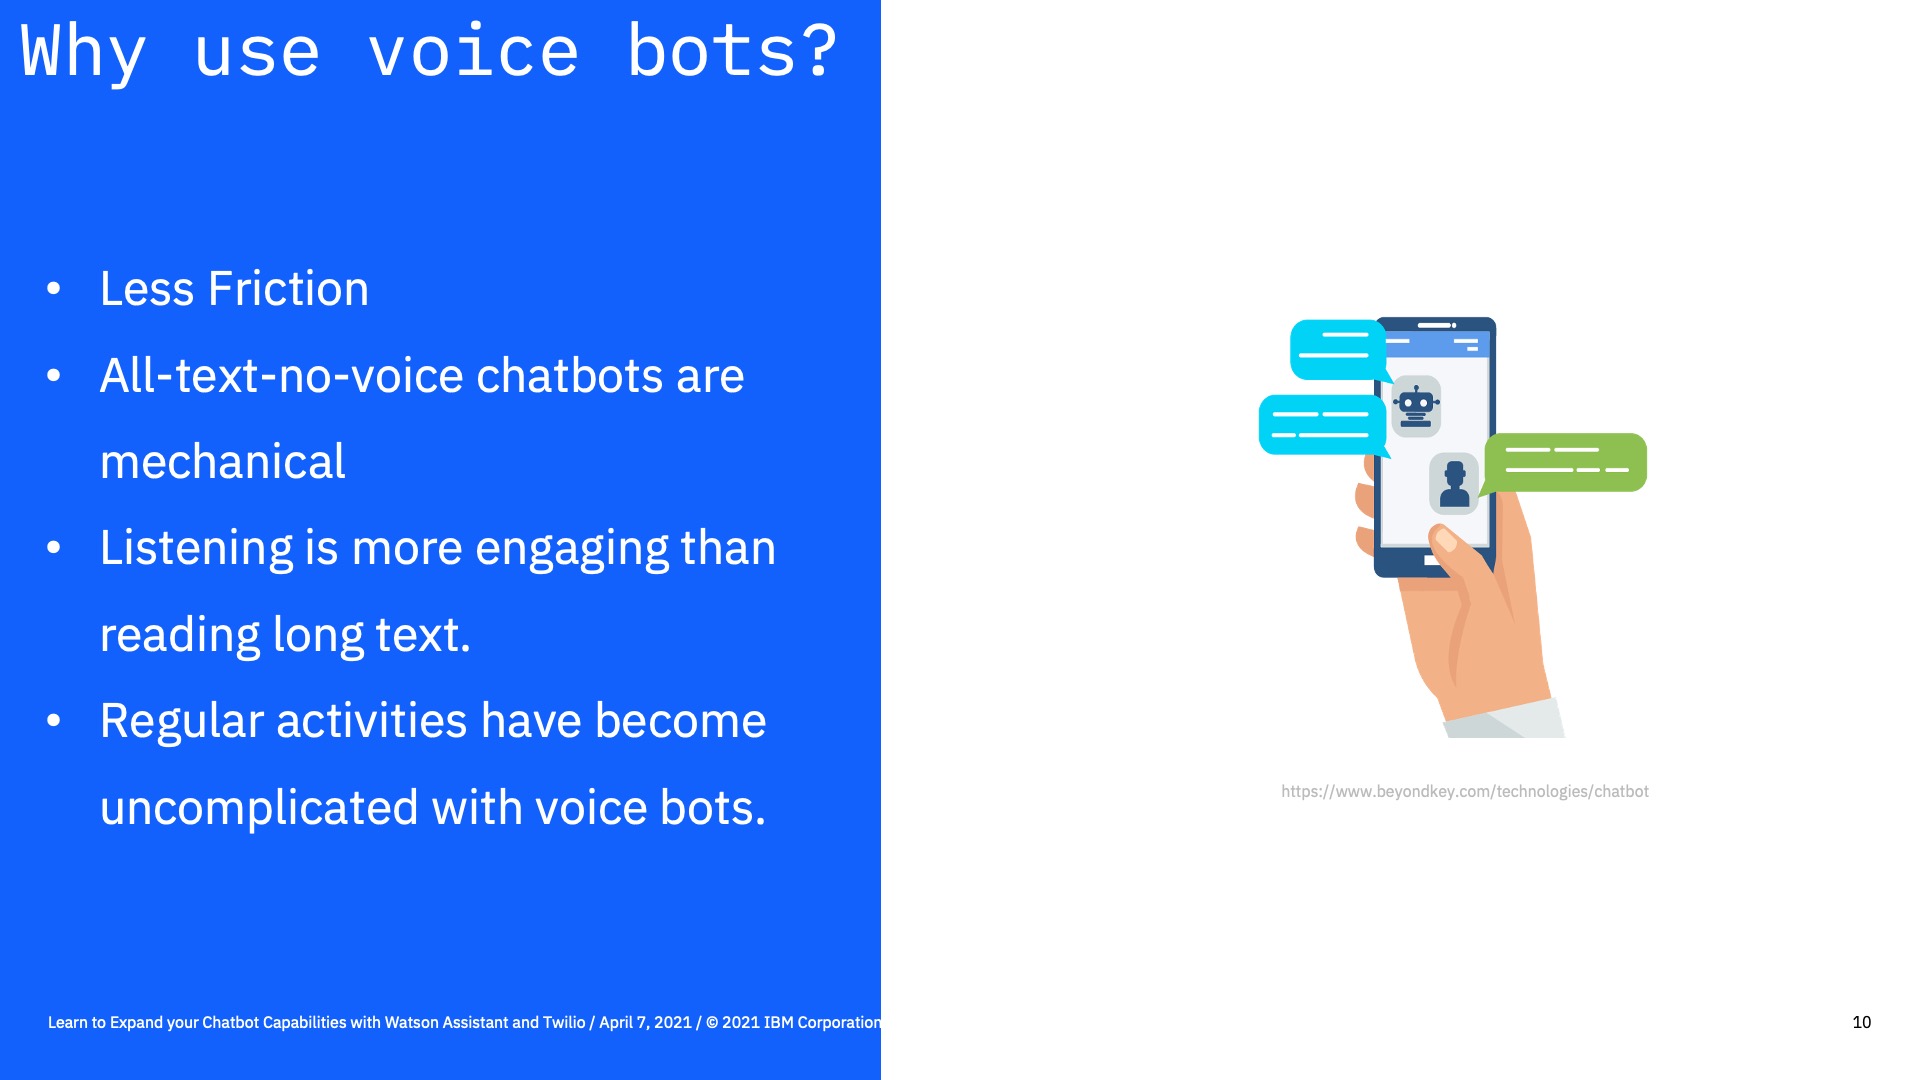 Why use voice bots?
• Less Friction
• All-text-no-voice chatbots are
mechanical
• Listening is more engaging than
reading long text.
• Regular activities have become
uncomplicated with voice bots.
https://www.beyondkey.com/technologies/chatbot
Learn to Expand your Chatbot Capabilities with Watson Assistant and Twilio / April 7, 2021 / © 2021 IBM Corporation
10